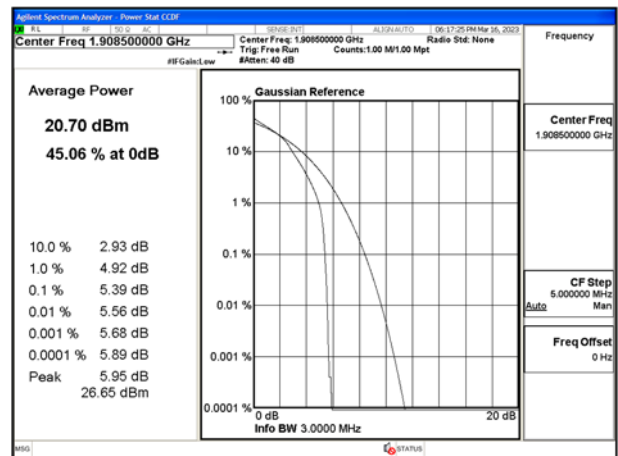 Agilent Spectrum Analyzer - Power Stat CCDF
RL RF 50 Ω AC SENSE:INT ALIGN AUTO 06:17:25 PM Mar 16, 2023
Center Freq 1.908500000 GHz
Center Freq: 1.908500000 GHz Radio Std: None
Trig: Free Run Counts:1.00 M/1.00 Mpt
#IFGain:Low #Atten: 40 dB
Frequency
Average Power
20.70 dBm
45.06 % at 0dB
10.0 % 2.93 dB
1.0 % 4.92 dB
0.1 % 5.39 dB
0.01 % 5.56 dB
0.001 % 5.68 dB
0.0001 % 5.89 dB
Peak 5.95 dB
26.65 dBm
Gaussian Reference
100 %
10 %
1 %
0.1 %
0.01 %
0.001 %
0.0001 %
0 dB 20 dB
Info BW 3.0000 MHz
Center Freq
1.908500000 GHz
CF Step
5.000000 MHz
Auto Man
Freq Offset
0 Hz
MSG STATUS